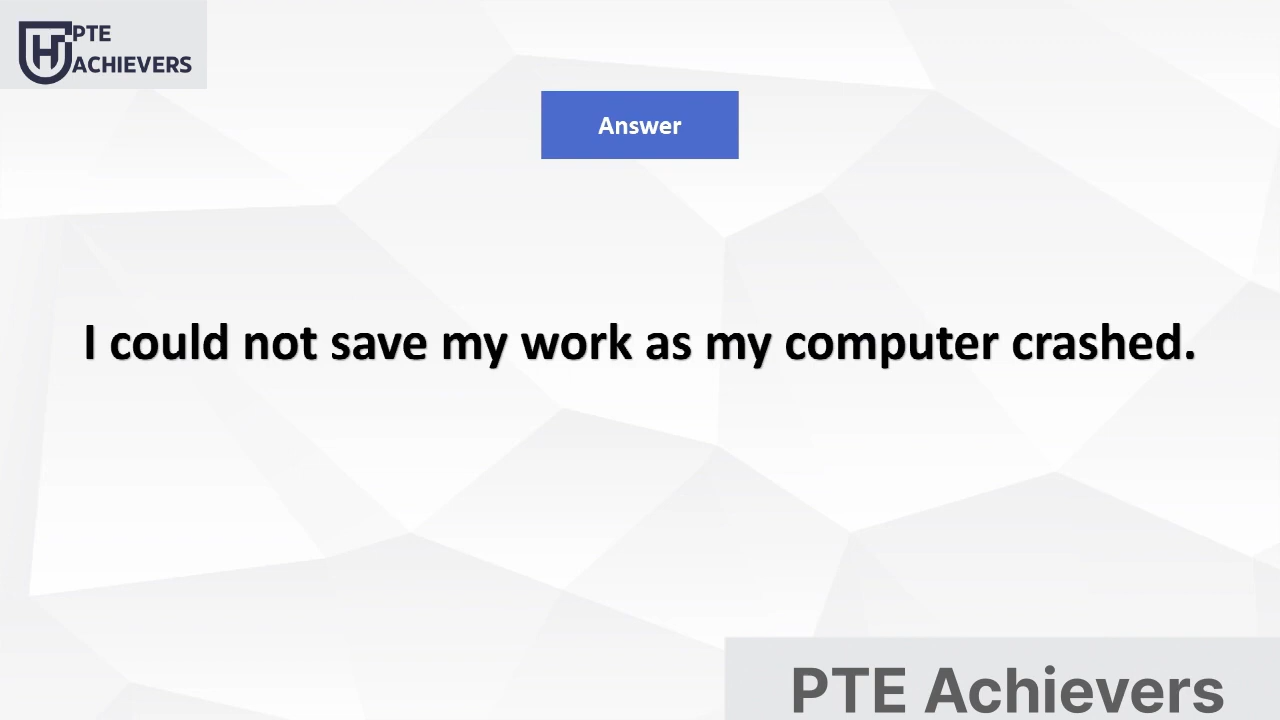 PTE
ACHIEVERS
Answer
I could not save my work as my computer crashed.
PTE Achievers